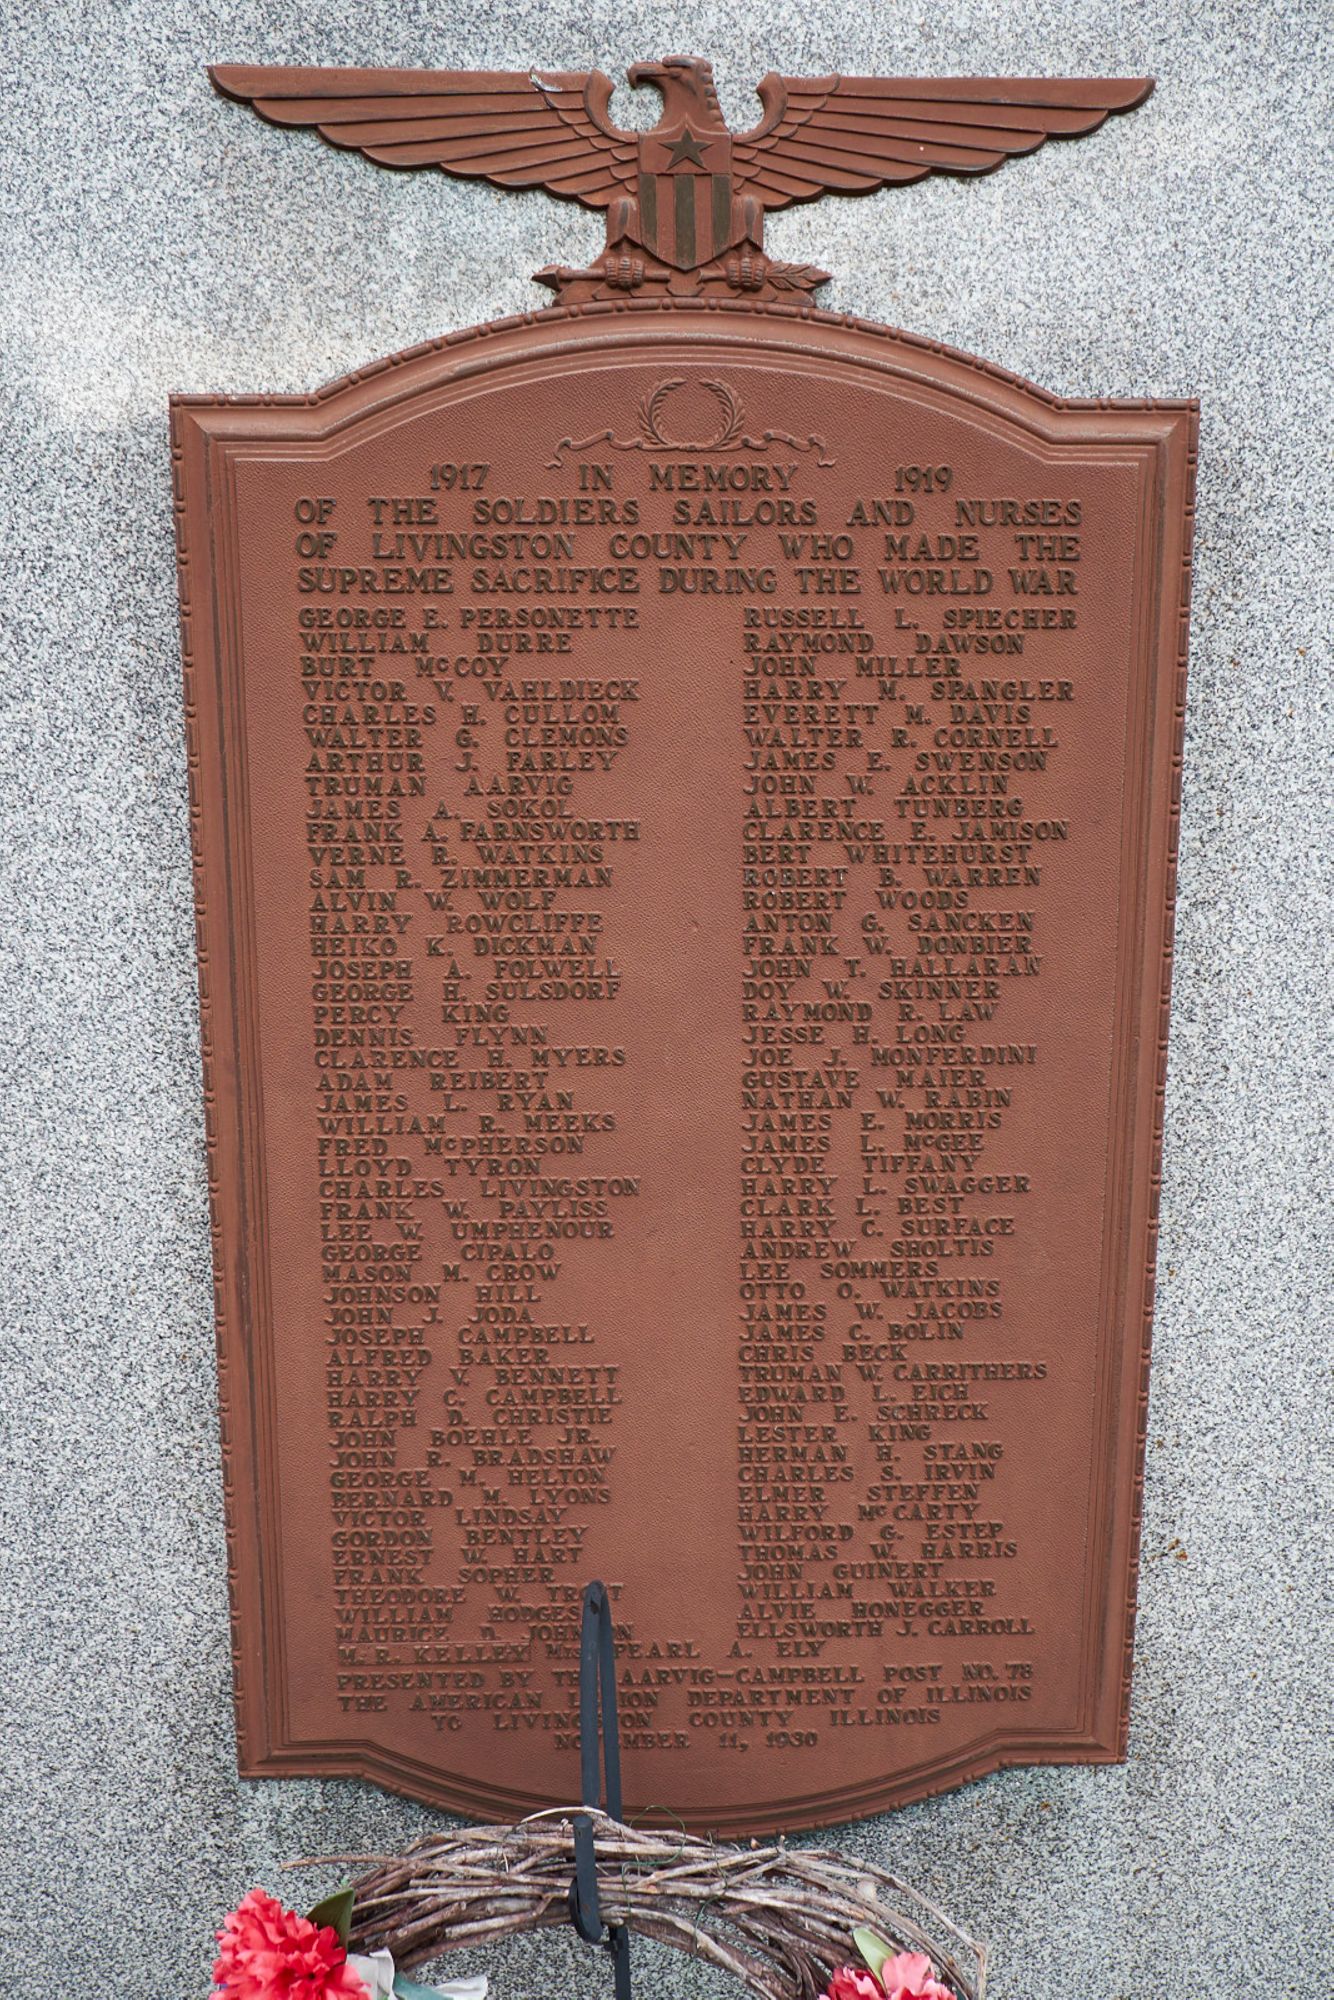 1917 IN MEMORY 1919
OF THE SOLDIERS SAILORS AND NURSES
OF LIVINGSTON COUNTY WHO MADE THE
SUPREME SACRIFICE DURING THE WORLD WAR
GEORGE E. PERSONETTE
WILLIAM DURRE
BURT McCOY
VICTOR V. VAHLDIECK
CHARLES H. CULLOM
WALTER G. CLEMONS
ARTHUR J. FARLEY
TRUMAN AARVIG
JAMES A. SOKOL
FRANK A. FARNSWORTH
VERNE R. WATKINS
SAM R. ZIMMERMAN
ALVIN W. WOLF
HARRY ROWCLIFFE
HEIKO K. DICKMAN
JOSEPH A. FOLWELL
GEORGE H. SULSDORF
PERCY KING
DENNIS FLYNN
CLARENCE H. MYERS
ADAM REIBERT
JAMES L. RYAN
WILLIAM R. MEEKS
FRED McPHERSON
LLOYD TYRON
CHARLES LIVINGSTON
FRANK W. PAYLISS
LEE W. UMPHENOUR
GEORGE CIPALO
MASON M. CROW
JOHNSON HILL
JOHN J. JODA
JOSEPH CAMPBELL
ALFRED BAKER
HARRY V. BENNETT
HARRY C. CAMPBELL
RALPH D. CHRISTIE
JOHN BOEHLE JR.
JOHN R. BRADSHAW
GEORGE M. HELTON
BERNARD M. LYONS
VICTOR LINDSAY
GORDON BENTLEY
ERNEST W. HART
FRANK SOPHER
THEODORE W.
WILLIAM HODGES
MAURICE D.
RUSSELL L. SPIECHER
RAYMOND DAWSON
JOHN MILLER
HARRY M. SPANGLER
EVERETT M. DAVIS
WALTER R. CORNELL
JAMES E. SWENSON
JOHN W. ACKLIN
ALBERT TUNBERG
CLARENCE E. JAMISON
BERT WHITEHURST
ROBERT B. WARREN
ROBERT WOODS
ANTON G. SANCKEN
FRANK W. DONBIER
JOHN T. HALLARAN
DOY W. SKINNER
RAYMOND R. LAW
JESSE H. LONG
JOE J. MONFERDINI
GUSTAVE MAIER
NATHAN W. RABIN
JAMES E. MORRIS
JAMES L. McGEE
CLYDE TIFFANY
HARRY L. SWAGGER
CLARK L. BEST
HARRY C. SURFACE
ANDREW SHOLTIS
LEE SOMMERS
OTTO O. WATKINS
JAMES W. JACOBS
JAMES C. BOLIN
CHRIS BECK
TRUMAN W. CARRITHERS
EDWARD L. EICH
JOHN E. SCHRECK
LESTER KING
HERMAN H. STANG
CHARLES S. IRVIN
ELMER STEFFEN
HARRY McCARTY
WILFORD G. ESTEP
THOMAS W. HARRIS
JOHN GUINERT
WILLIAM WALKER
ALVIE HONEGGER
ELLSWORTH J. CARROLL
M. R. KELLEY PEARL A. ELY
PRESENTED BY THE AARVIG-CAMPBELL POST NO. 78
THE AMERICAN LEGION DEPARTMENT OF ILLINOIS
TO LIVINGSTON COUNTY ILLINOIS
NOVEMBER 11, 1930